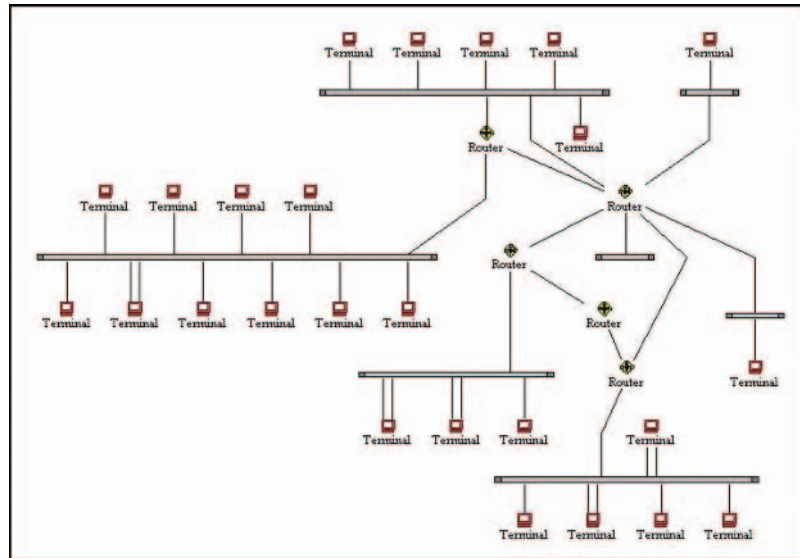 Terminal Terminal Terminal Terminal Terminal
Router Terminal
Terminal Terminal Terminal Terminal Router
Router
Terminal Terminal Terminal Terminal Terminal Terminal Router
Router Terminal
Terminal Terminal Terminal Terminal
Terminal Terminal Terminal Terminal